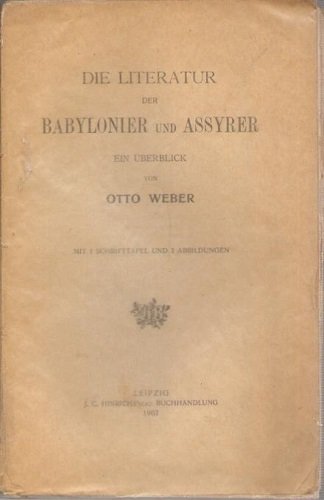 DIE LITERATUR
DER
BABYLONIER UND ASSYRER
EIN ÜBERBLICK
VON
OTTO WEBER
MIT 1 SCHRIFTTAFEL UND 2 ABBILDUNGEN
LEIPZIG
J. C. HINRICHS'SCHE BUCHHANDLUNG
1907